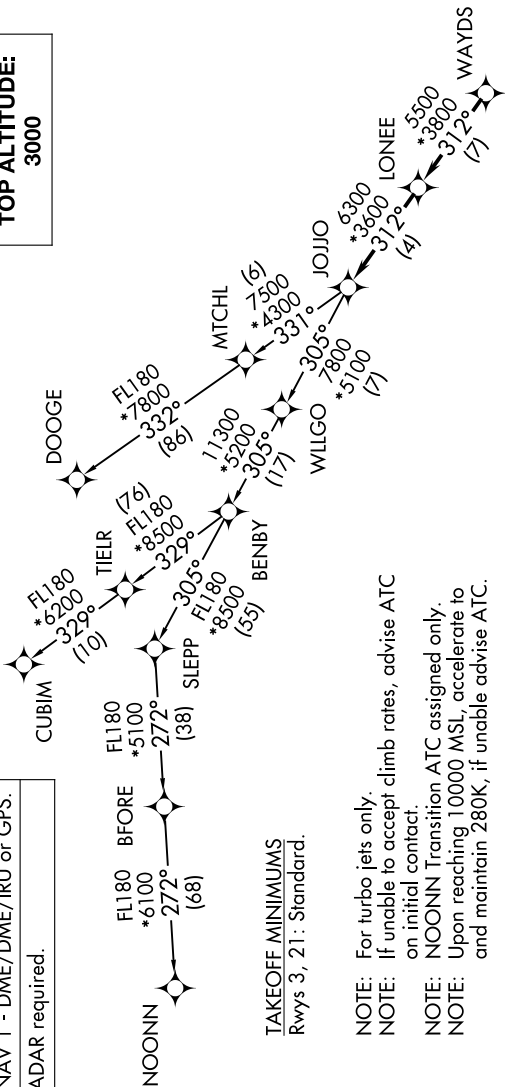 TOP ALTITUDE:
3000
NAV 1 - DME/DME/IRU or GPS.
ADAR required.
WAYDS
5500
*3800
312°
(7)
LONEE
6300
*3600
312°
(4)
JOJJO
(6)
7500
*4300
331°
MTCHL
FL180
*7800
332°
(86)
DOOGE
305°
7800
*5100
(7)
WLLGO
11300
*5200
305°
(17)
BENBY
(76)
FL180
*8500
329°
TIELR
FL180
*6200
329°
(10)
CUBIM
305°
FL180
*8500
(55)
SLEPP
FL180
*5100
272°
(38)
BFORE
FL180
*6100
272°
(68)
NOONN
TAKEOFF MINIMUMS
Rwys 3, 21: Standard.
NOTE: For turbo jets only.
NOTE: If unable to accept climb rates, advise ATC
on initial contact.
NOTE: NOONN Transition ATC assigned only.
NOTE: Upon reaching 10000 MSL, accelerate to
and maintain 280K, if unable advise ATC.